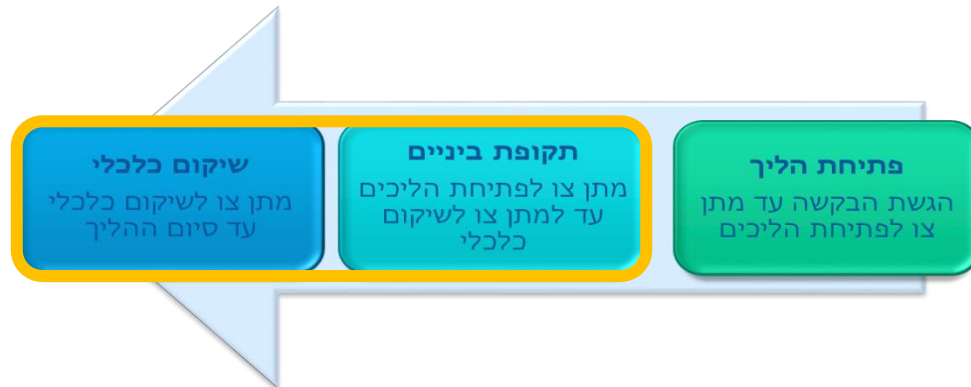 פתיחת הליך
הגשת הבקשה עד מתן
צו לפתיחת הליכים
תקופת ביניים
מתן צו לפתיחת הליכים
עד למתן צו לשיקום
כלכלי
שיקום כלכלי
מתן צו לשיקום כלכלי
עד סיום ההליך